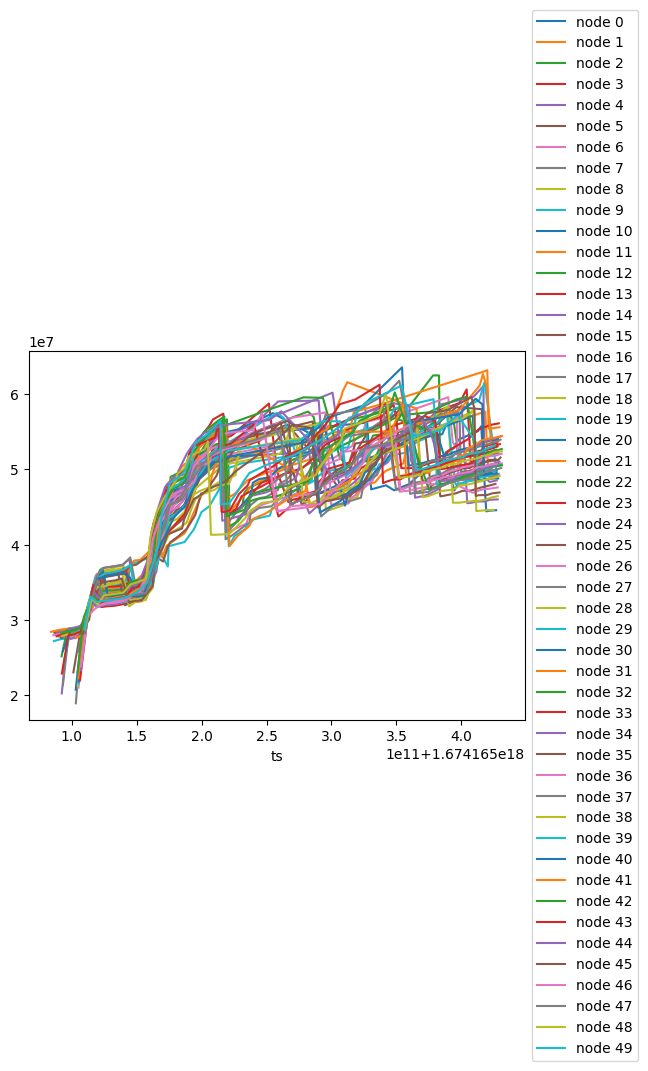 node 0
node 1
node 2
node 3
node 4
node 5
node 6
node 7
node 8
node 9
node 10
node 11
node 12
node 13
node 14
node 15
node 16
node 17
node 18
node 19
node 20
node 21
node 22
node 23
node 24
node 25
node 26
node 27
node 28
node 29
node 30
node 31
node 32
node 33
node 34
node 35
node 36
node 37
node 38
node 39
node 40
node 41
node 42
node 43
node 44
node 45
node 46
node 47
node 48
node 49
1e7
6
5
4
3
2
1.0 1.5 2.0 2.5 3.0 3.5 4.0
1e11+1.674165e18
ts